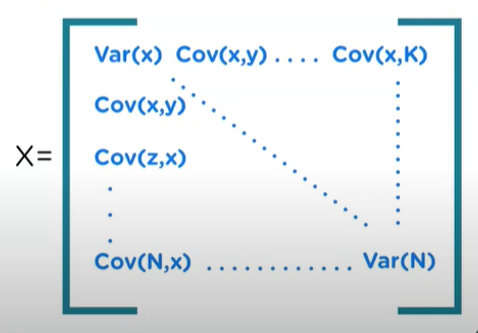 Var(x) Cov(x,y) .... Cov(x,K)
Cov(x,y)
X= Cov(z,x)
Cov(N,x) ............ Var(N)